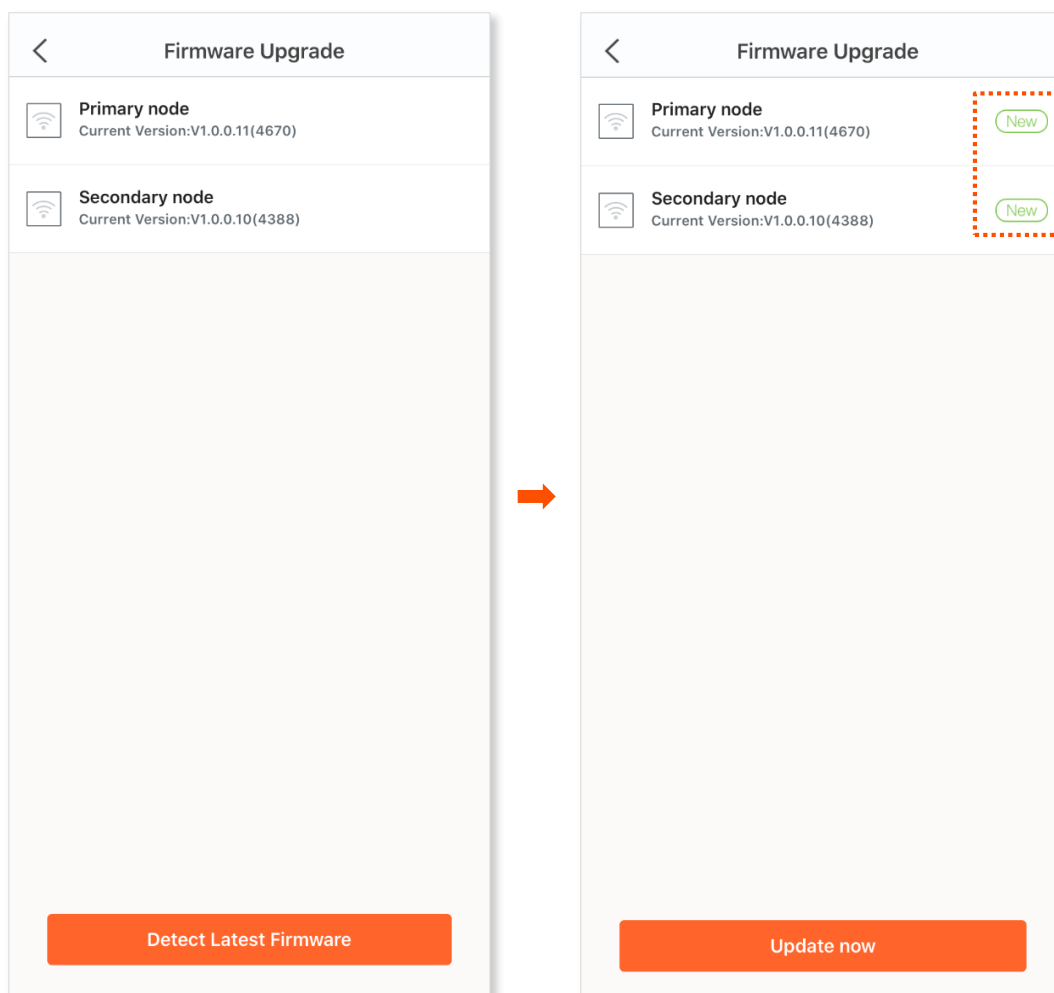 Firmware Upgrade
Primary node
Current Version:V1.0.0.11(4670)
Secondary node
Current Version:V1.0.0.10(4388)
Detect Latest Firmware
Firmware Upgrade
Primary node
Current Version:V1.0.0.11(4670)
New
Secondary node
Current Version:V1.0.0.10(4388)
New
Update now